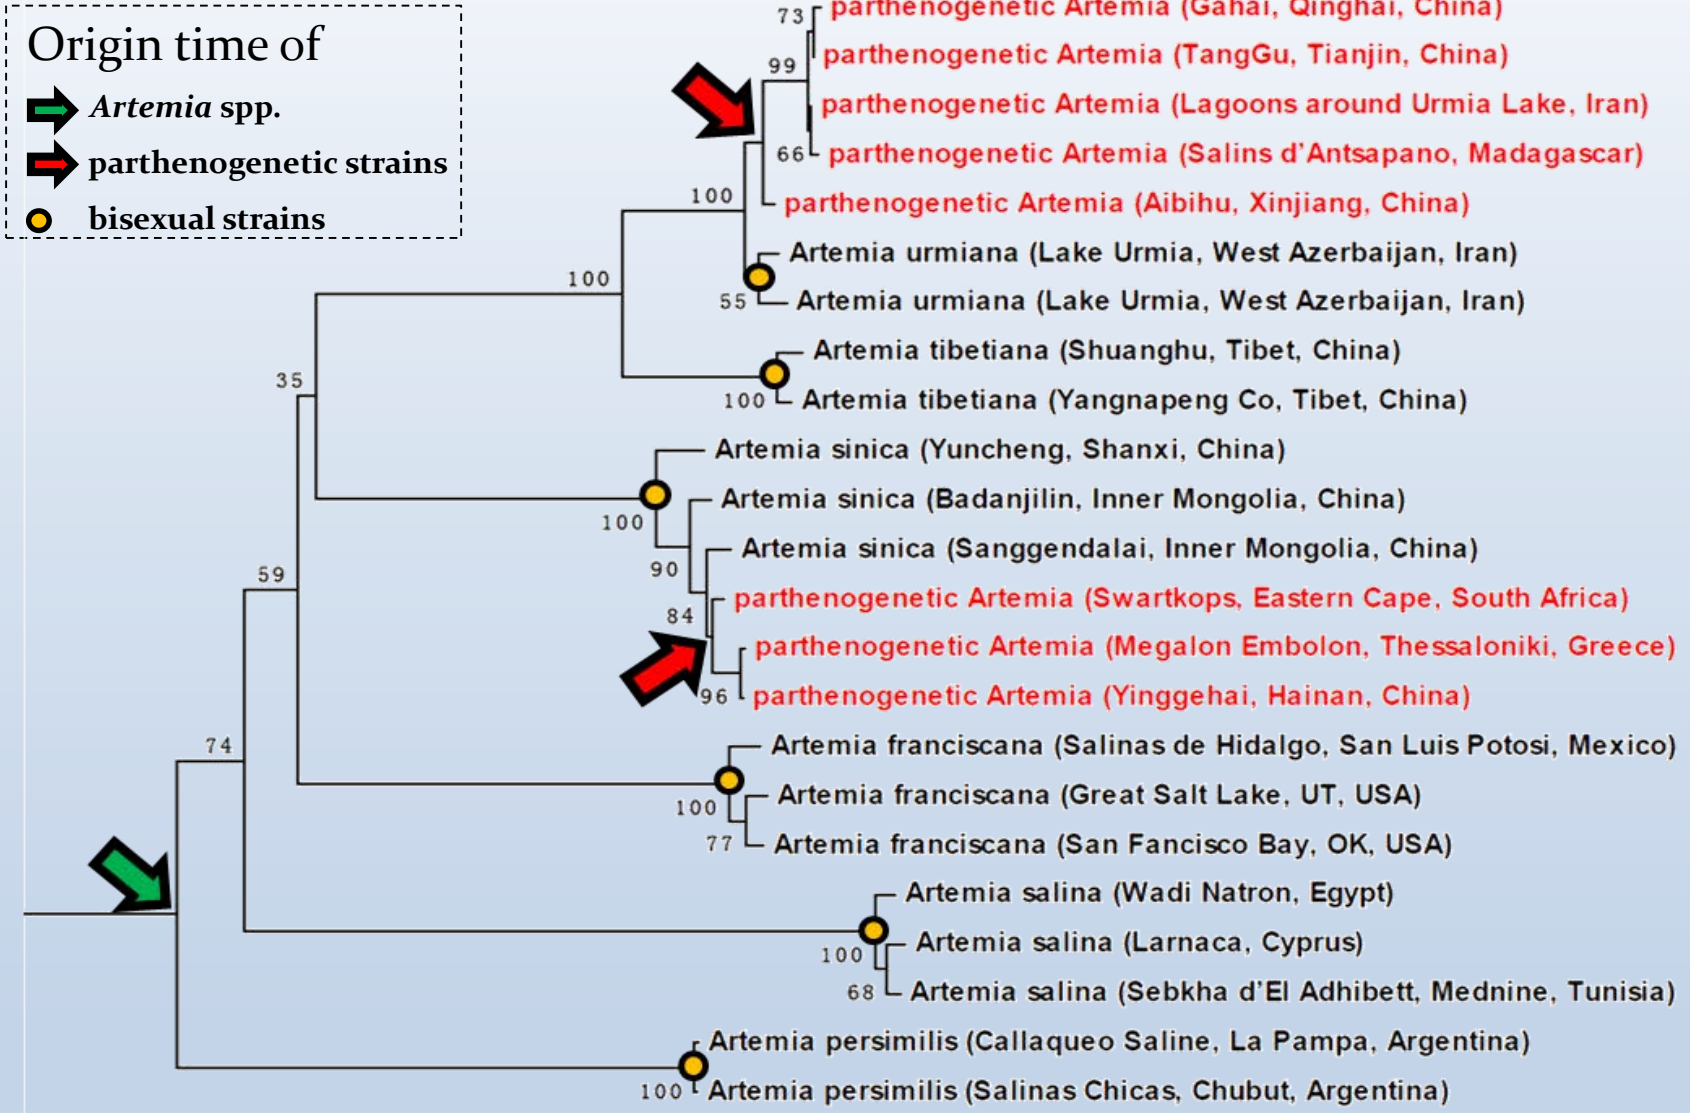 Origin time of
Artemia spp.
parthenogenetic strains
bisexual strains
73
parthenogenetic Artemia (Gahai, Qinghai, China)
parthenogenetic Artemia (TangGu, Tianjin, China)
99
parthenogenetic Artemia (Lagoons around Urmia Lake, Iran)
66
parthenogenetic Artemia (Salins d'Antsapano, Madagascar)
100
parthenogenetic Artemia (Aibihu, Xinjiang, China)
Artemia urmiana (Lake Urmia, West Azerbaijan, Iran)
100
55
Artemia urmiana (Lake Urmia, West Azerbaijan, Iran)
Artemia tibetiana (Shuanghu, Tibet, China)
35
100
Artemia tibetiana (Yangnapeng Co, Tibet, China)
Artemia sinica (Yuncheng, Shanxi, China)
Artemia sinica (Badanjilin, Inner Mongolia, China)
100
Artemia sinica (Sanggendalai, Inner Mongolia, China)
90
59
parthenogenetic Artemia (Swartkops, Eastern Cape, South Africa)
84
parthenogenetic Artemia (Megalon Embolon, Thessaloniki, Greece)
96
parthenogenetic Artemia (Yinggehai, Hainan, China)
74
Artemia franciscana (Salinas de Hidalgo, San Luis Potosi, Mexico)
Artemia franciscana (Great Salt Lake, UT, USA)
100
77
Artemia franciscana (San Fancisco Bay, OK, USA)
Artemia salina (Wadi Natron, Egypt)
Artemia salina (Larnaca, Cyprus)
100
68
Artemia salina (Sebkha d'El Adhibett, Mednine, Tunisia)
Artemia persimilis (Callaqueo Saline, La Pampa, Argentina)
100
Artemia persimilis (Salinas Chicas, Chubut, Argentina)